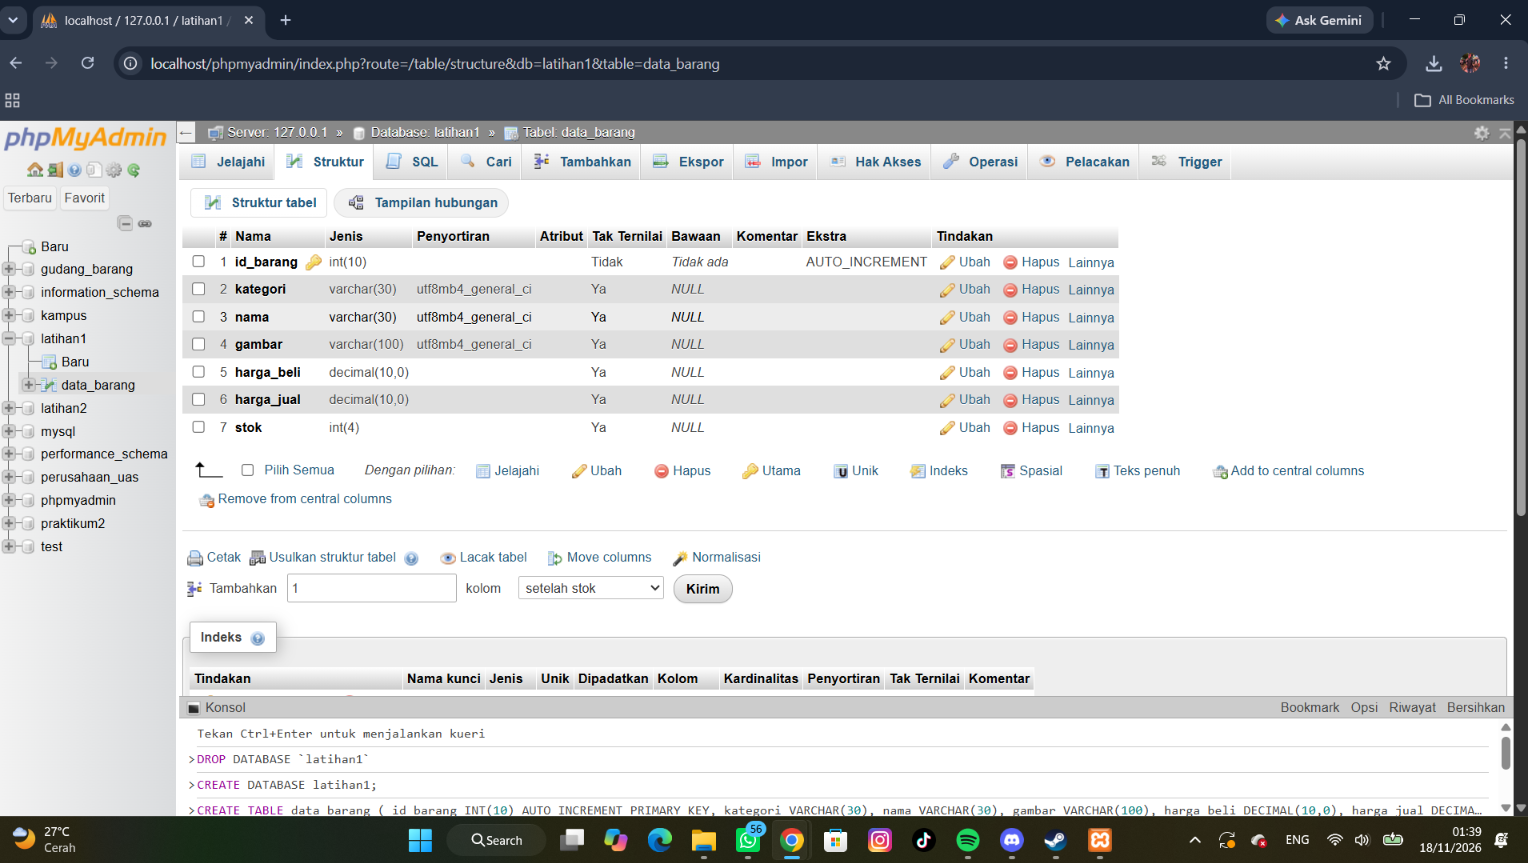 localhost / 127.0.0.1 / latihan1 /
Ask Gemini
localhost/phpmyadmin/index.php?route=/table/structure&db=latihan1&table=data_barang
All Bookmarks
phpMyAdmin
Terbaru Favorit
Baru
gudang_barang
information_schema
kampus
latihan1
Baru
data_barang
latihan2
mysql
performance_schema
perusahaan_uas
phpmyadmin
praktikum2
test
Server: 127.0.0.1 » Database: latihan1 » Tabel: data_barang
Jelajahi Struktur SQL Cari Tambahkan Ekspor Impor Hak Akses Operasi Pelacakan Trigger
Struktur tabel Tampilan hubungan
# Nama Jenis Penyortiran Atribut Tak Ternilai Bawaan Komentar Ekstra Tindakan
1 id_barang int(10) Tidak Tidak ada AUTO_INCREMENT Ubah Hapus Lainnya
2 kategori varchar(30) utf8mb4_general_ci Ya NULL Ubah Hapus Lainnya
3 nama varchar(30) utf8mb4_general_ci Ya NULL Ubah Hapus Lainnya
4 gambar varchar(100) utf8mb4_general_ci Ya NULL Ubah Hapus Lainnya
5 harga_beli decimal(10,0) Ya NULL Ubah Hapus Lainnya
6 harga_jual decimal(10,0) Ya NULL Ubah Hapus Lainnya
7 stok int(4) Ya NULL Ubah Hapus Lainnya
Pilih Semua Dengan pilihan: Jelajahi Ubah Hapus Utama Unik Indeks Spasial Teks penuh Add to central columns
Remove from central columns
Cetak Usulkan struktur tabel Lacak tabel Move columns Normalisasi
Tambahkan 1 kolom setelah stok Kirim
Indeks
Tindakan Nama kunci Jenis Unik Dipadatkan Kolom Kardinalitas Penyortiran Tak Ternilai Komentar
Konsol Bookmark Opsi Riwayat Bersihkan
Tekan Ctrl+Enter untuk menjalankan kueri
>DROP DATABASE `latihan1`
>CREATE DATABASE latihan1;
>CREATE TABLE data_barang ( id_barang INT(10) AUTO_INCREMENT PRIMARY KEY, kategori VARCHAR(30), nama VARCHAR(30), gambar VARCHAR(100), harga_beli DECIMAL(10,0), harga_jual DECIMA…
27°C
Cerah
Search
56
ENG
01:39
18/11/2026